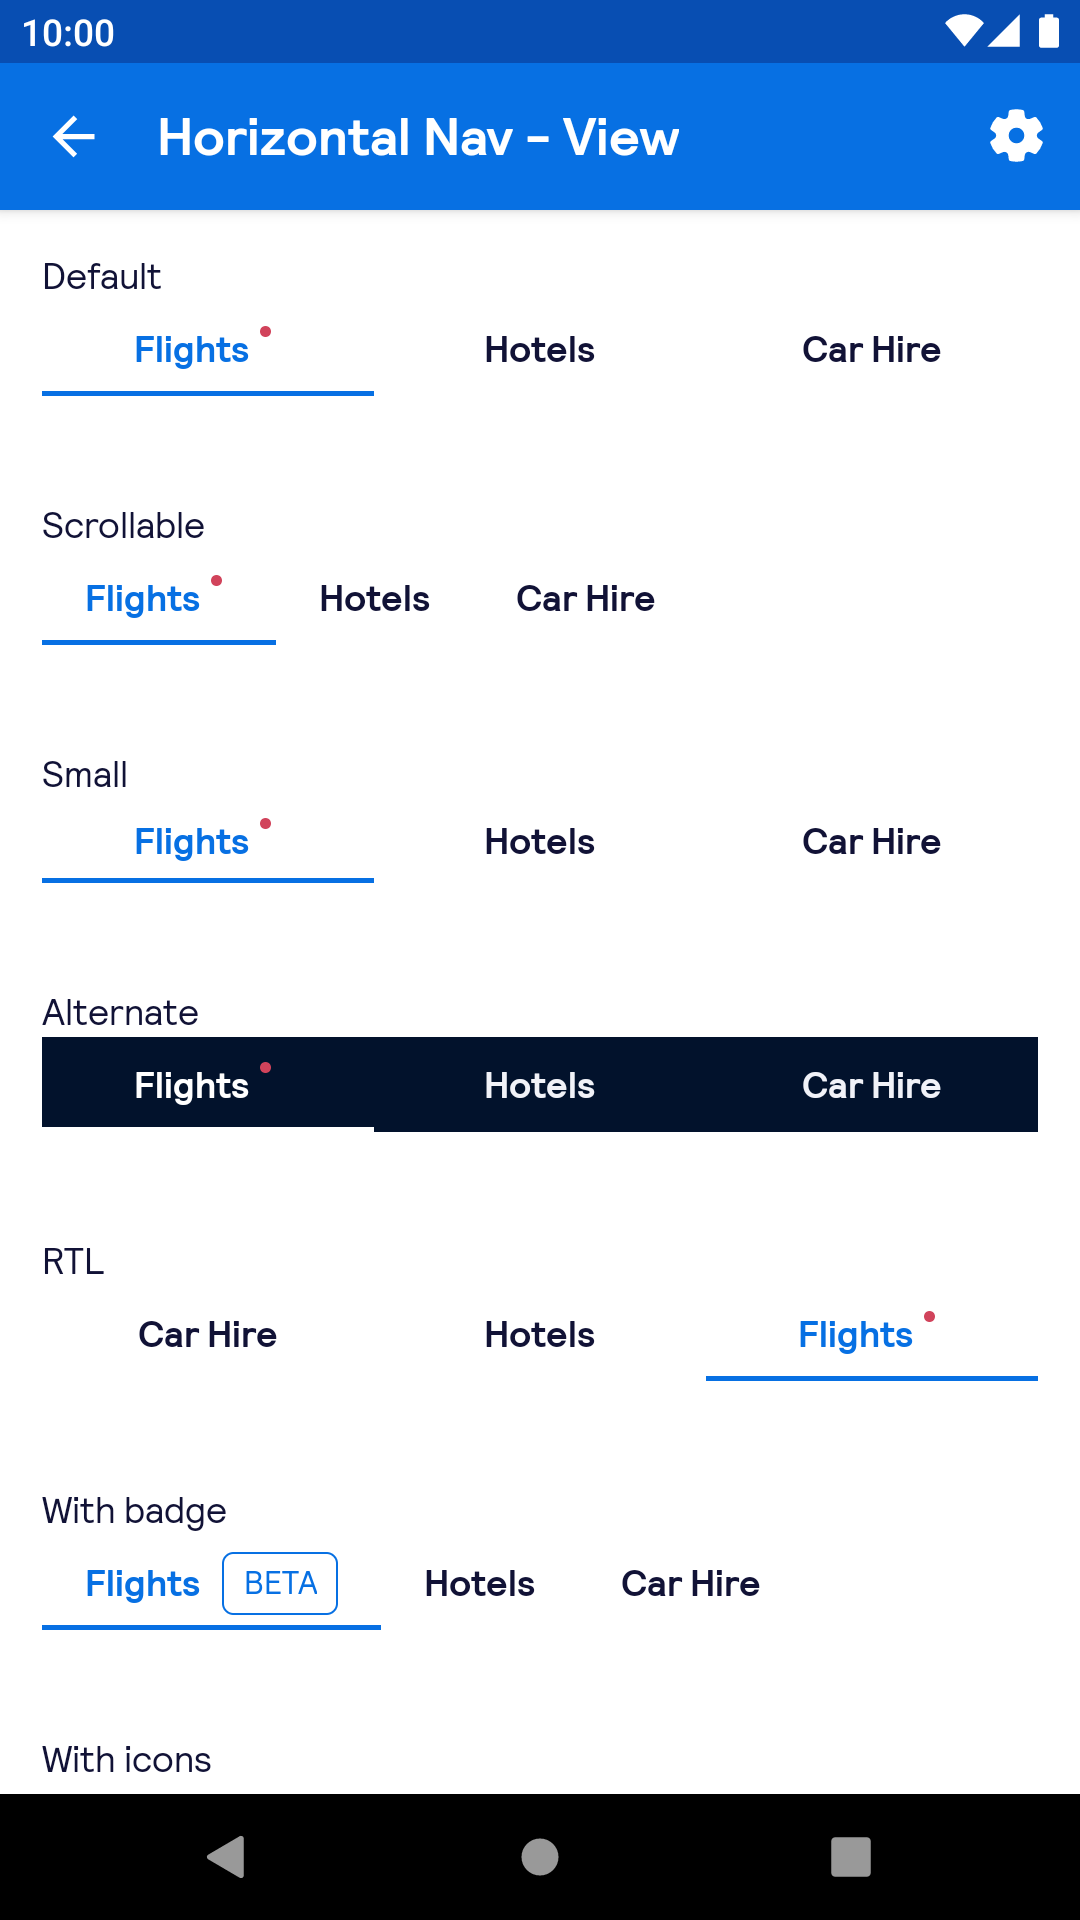 10:00
Horizontal Nav - View
Default
Flights Hotels Car Hire
Scrollable
Flights Hotels Car Hire
Small
Flights Hotels Car Hire
Alternate
Flights Hotels Car Hire
RTL
Car Hire Hotels Flights
With badge
Flights BETA Hotels Car Hire
With icons